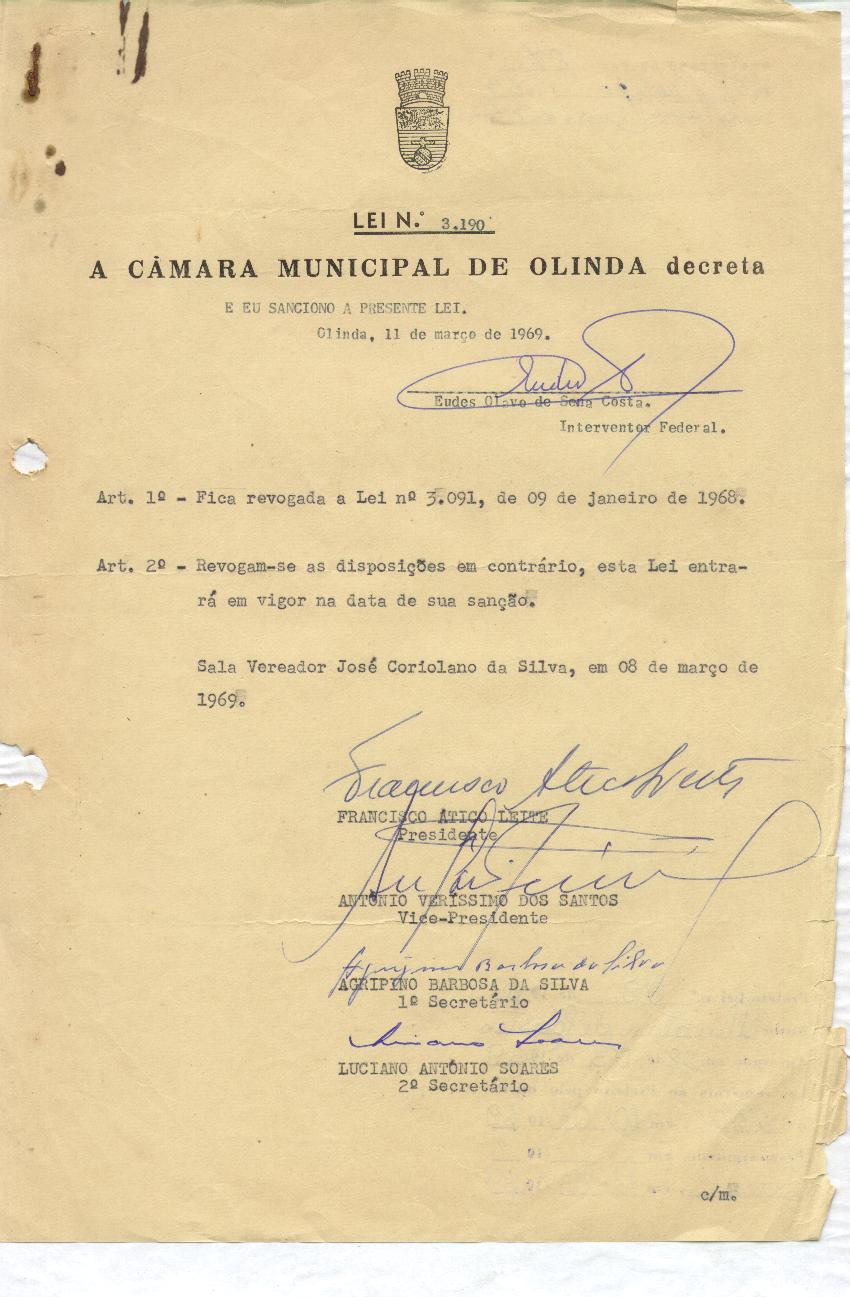 LEI N.º 3.190
A CÂMARA MUNICIPAL DE OLINDA decreta
E EU SANCIONO A PRESENTE LEI.
Olinda, 11 de março de 1969.
Eudes Olavo de Sena Costa.
Interventor Federal.
Art. 1º - Fica revogada a Lei nº 3.091, de 09 de janeiro de 1968.
Art. 2º - Revogam-se as disposições em contrário, esta Lei entra-
rá em vigor na data de sua sanção.
Sala Vereador José Coriolano da Silva, em 08 de março de
1969.
FRANCISCO ÁTICO LEITE
Presidente
ANTÔNIO VERÍSSIMO DOS SANTOS
Vice-Presidente
Agripino Barbosa da Silva
AGRIPINO BARBOSA DA SILVA
1º Secretário
Luciano Soares
LUCIANO ANTÔNIO SOARES
2º Secretário
c/m.